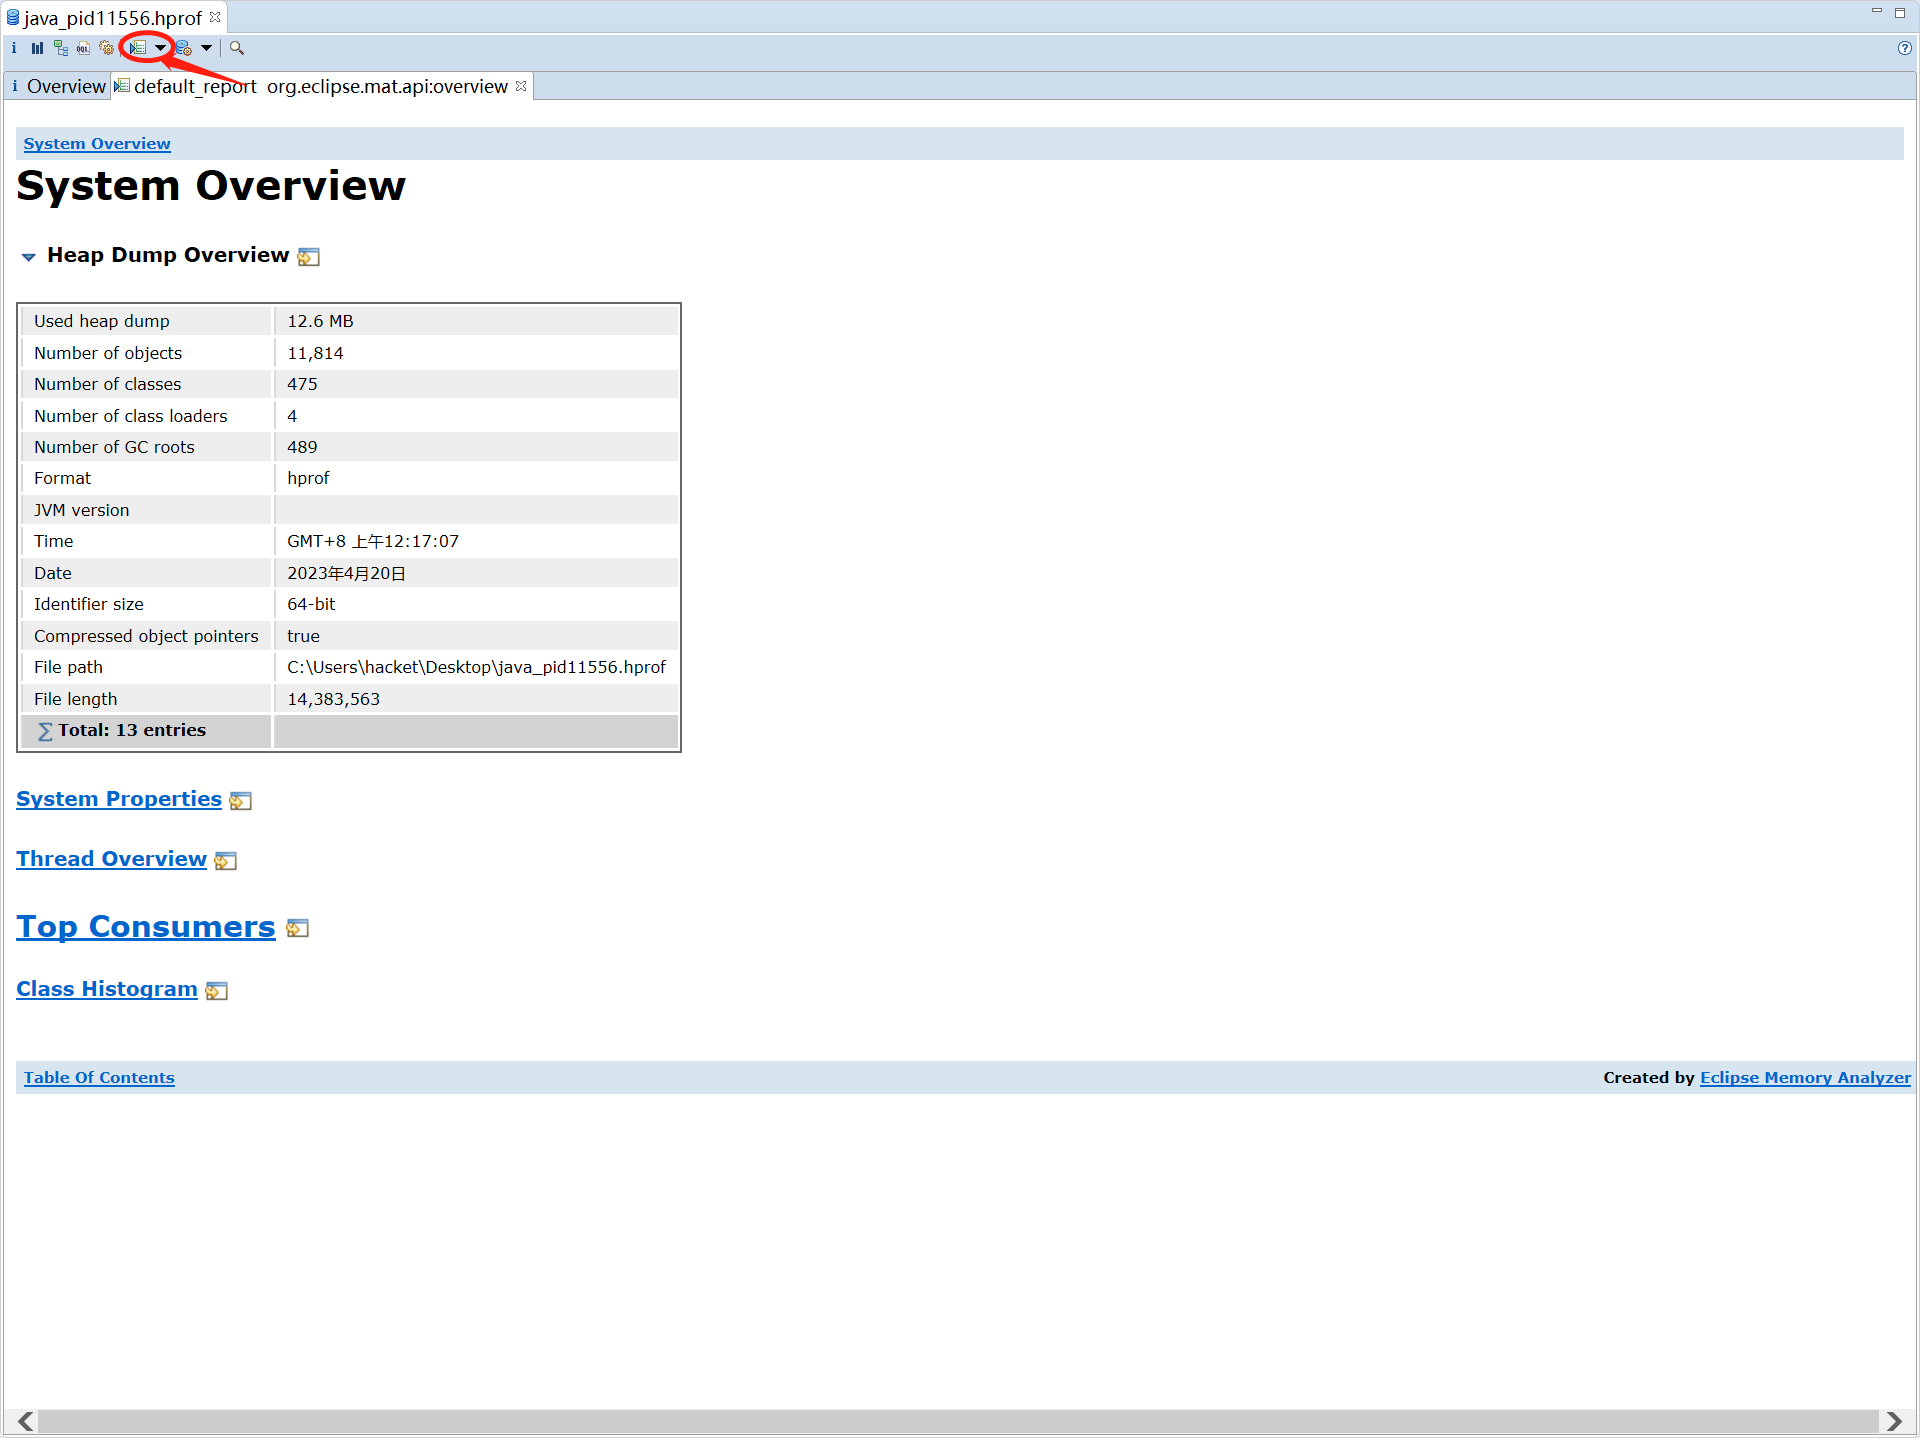 java_pid11556.hprof
Overview
default_report org.eclipse.mat.api:overview
System Overview
System Overview
Heap Dump Overview
Used heap dump 12.6 MB
Number of objects 11,814
Number of classes 475
Number of class loaders 4
Number of GC roots 489
Format hprof
JVM version
Time GMT+8 上午12:17:07
Date 2023年4月20日
Identifier size 64-bit
Compressed object pointers true
File path C:\Users\hacket\Desktop\java_pid11556.hprof
File length 14,383,563
Total: 13 entries
System Properties
Thread Overview
Top Consumers
Class Histogram
Table Of Contents Created by Eclipse Memory Analyzer